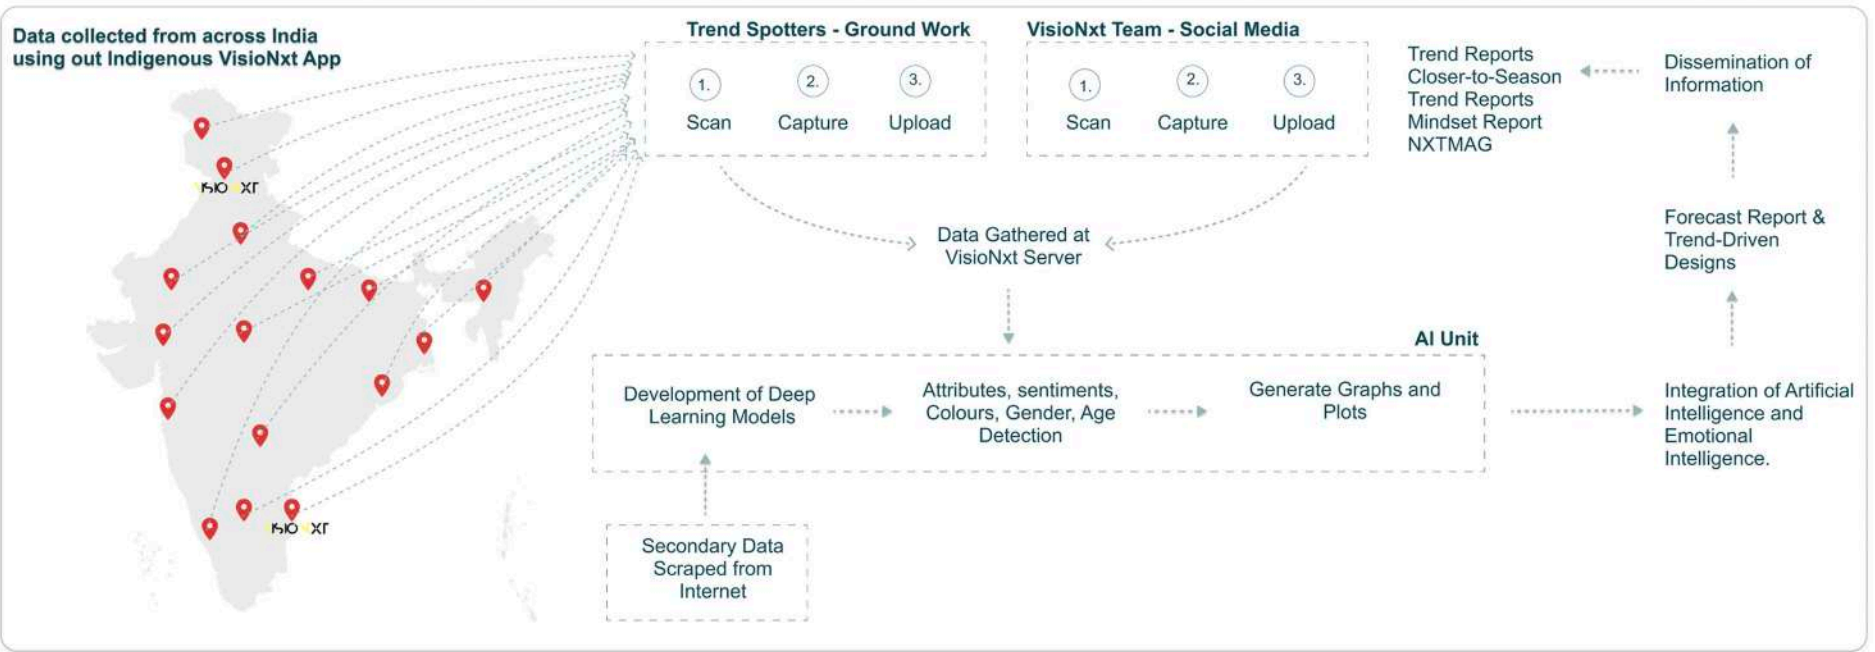 Data collected from across India
using out Indigenous VisioNxt App
VISIONXT
VISIONXT
Trend Spotters - Ground Work
1.
2.
3.
Scan
Capture
Upload
VisioNxt Team - Social Media
1.
2.
3.
Scan
Capture
Upload
Data Gathered at
VisioNxt Server
AI Unit
Development of Deep
Learning Models
Attributes, sentiments,
Colours, Gender, Age
Detection
Generate Graphs and
Plots
Secondary Data
Scraped from
Internet
Integration of Artificial
Intelligence and
Emotional
Intelligence.
Forecast Report &
Trend-Driven
Designs
Dissemination of
Information
Trend Reports
Closer-to-Season
Trend Reports
Mindset Report
NXTMAG